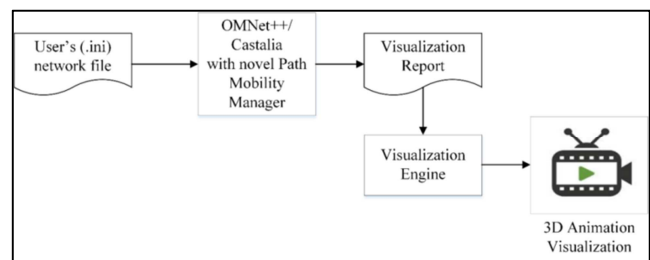 User's (.ini)
network file
OMNet++/
Castalia
with novel Path
Mobility
Manager
Visualization
Report
Visualization
Engine
3D Animation
Visualization